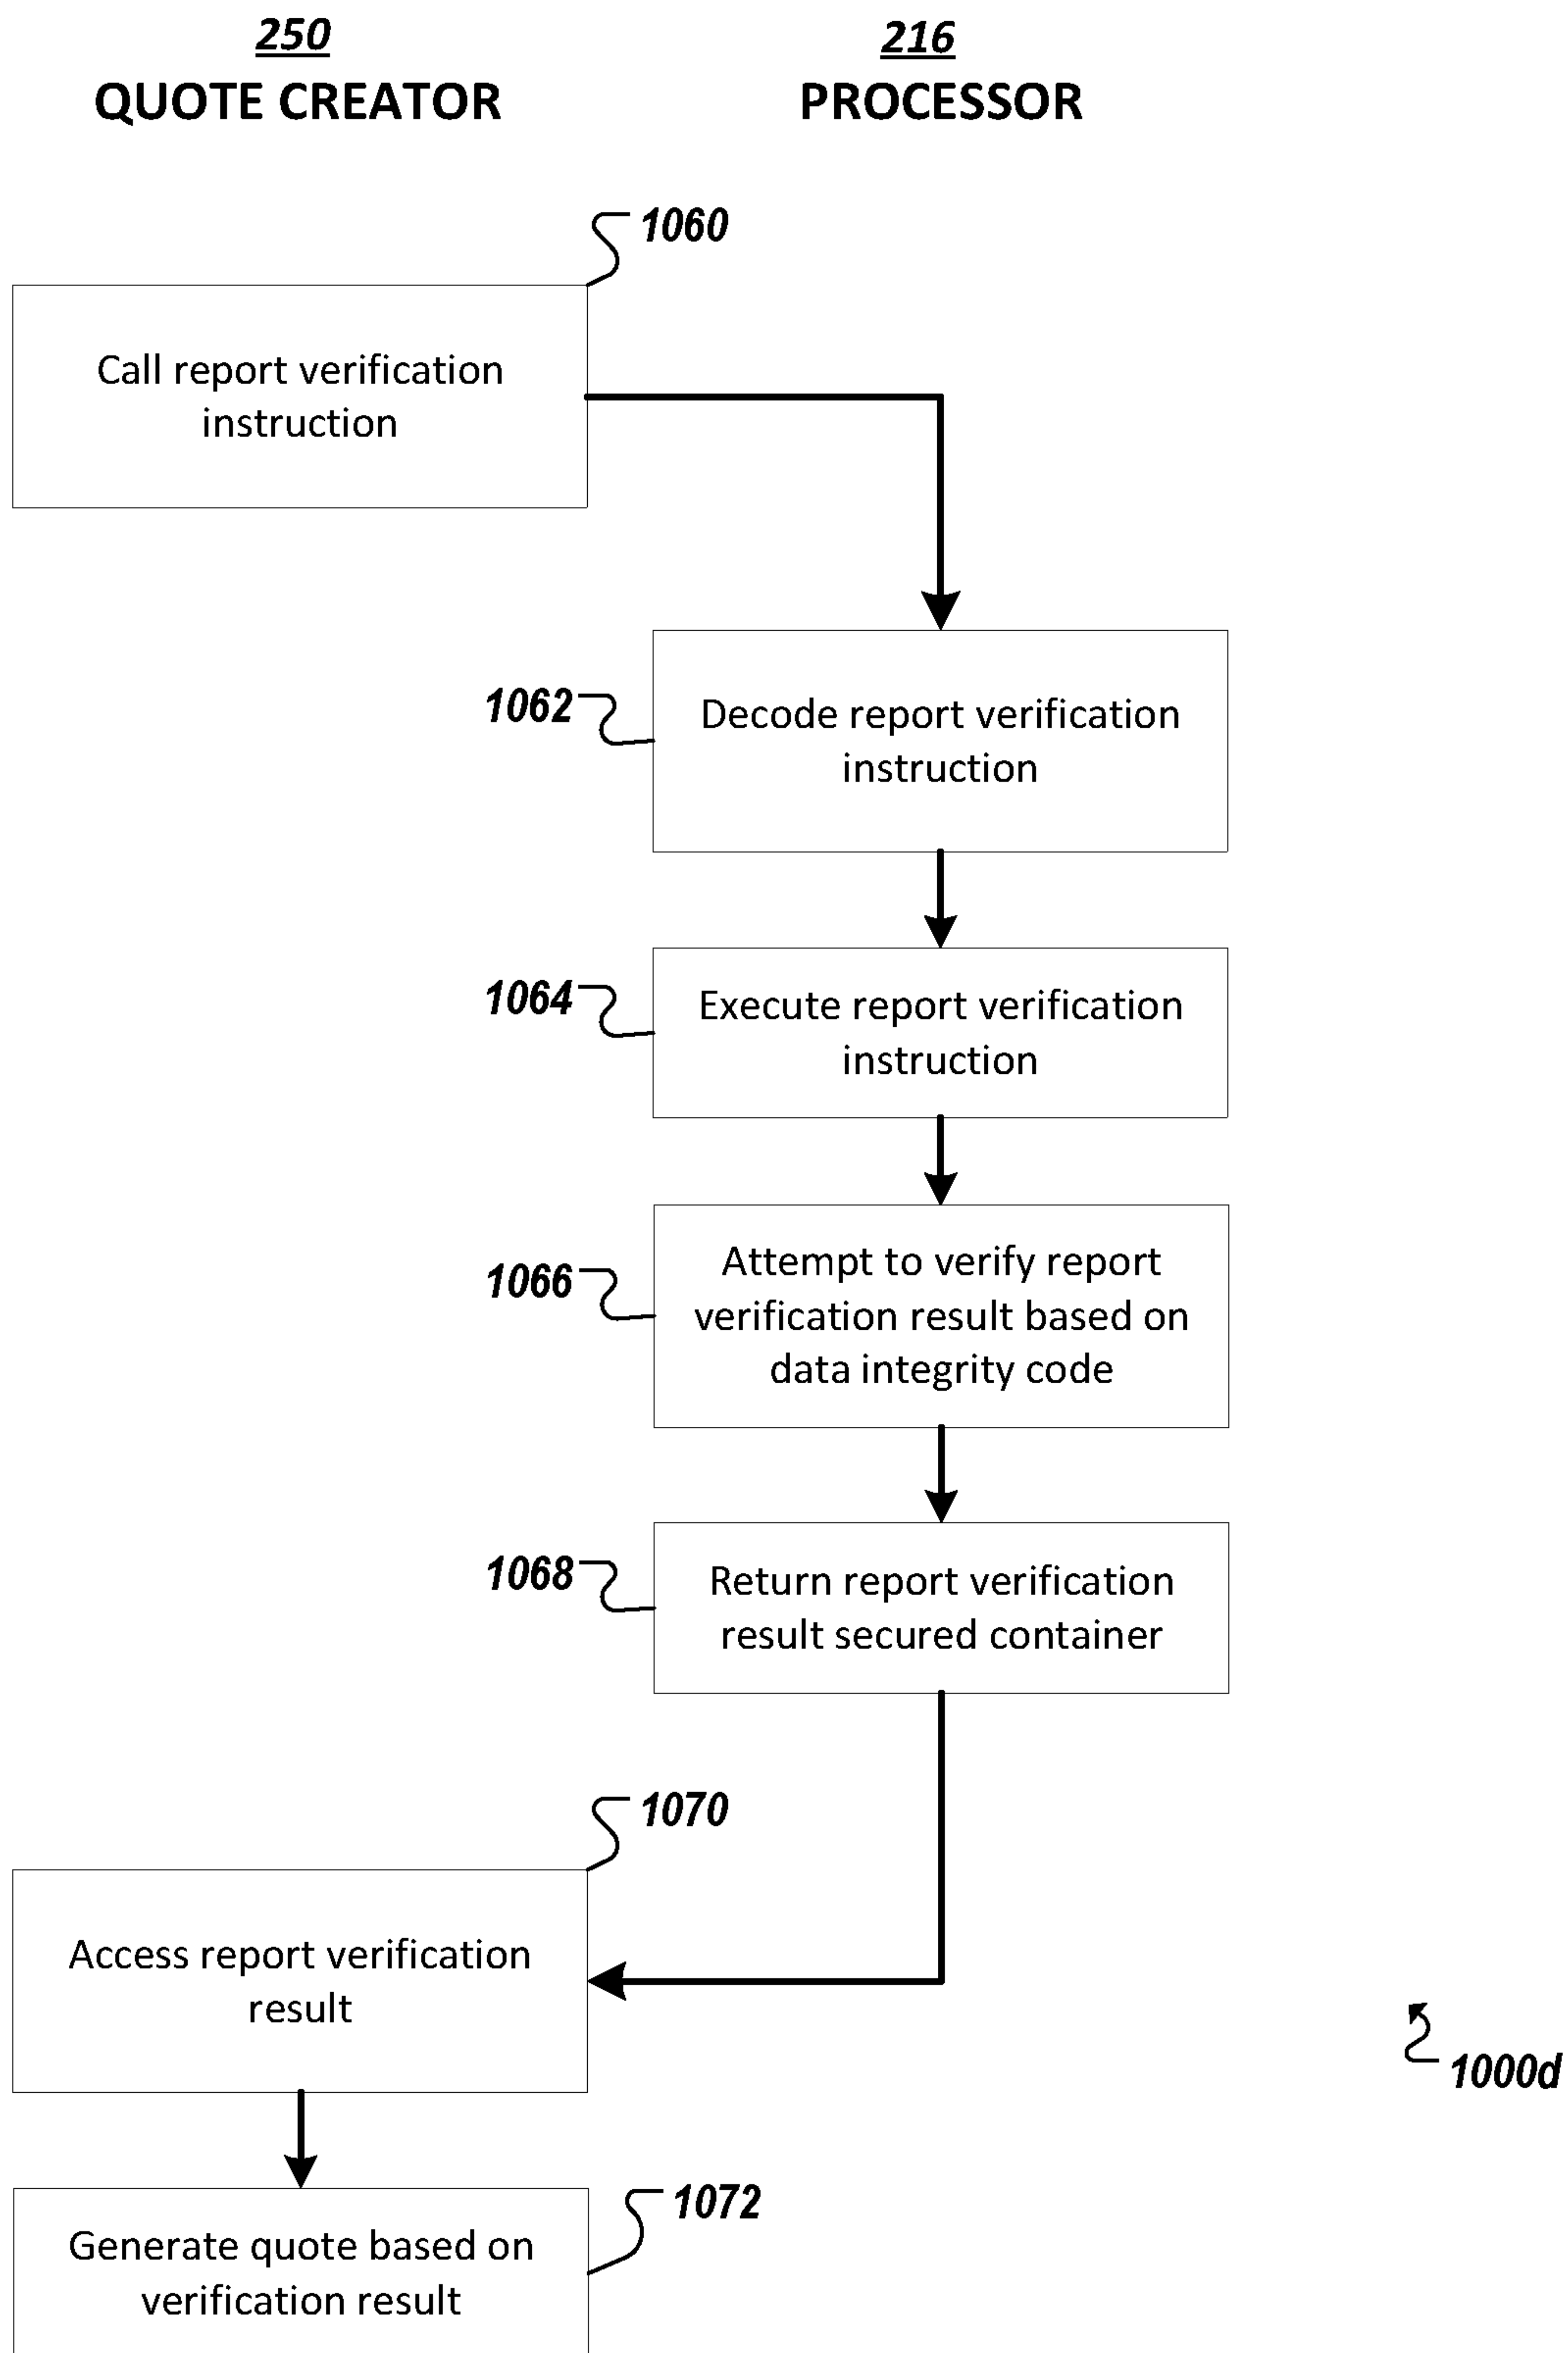 250
QUOTE CREATOR
216
PROCESSOR
1060
Call report verification
instruction
1062
Decode report verification
instruction
1064
Execute report verification
instruction
1066
Attempt to verify report
verification result based on
data integrity code
1068
Return report verification
result secured container
1070
Access report verification
result
1000d
1072
Generate quote based on
verification result